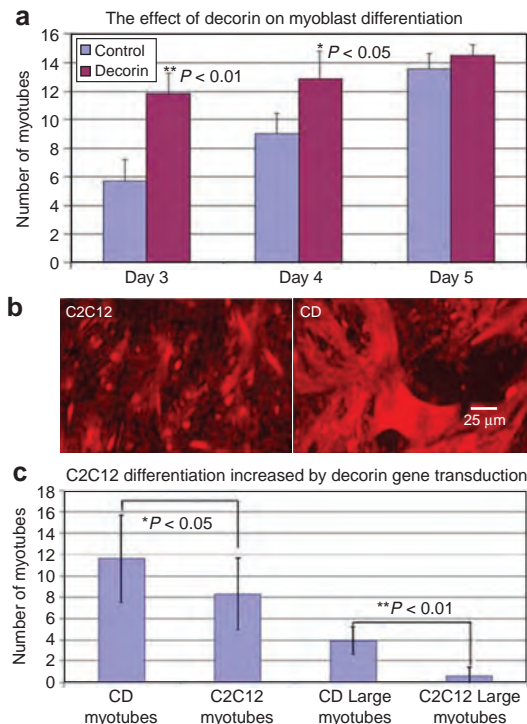 a
The effect of decorin on myoblast differentiation
Number of myotubes
16
14
12
10
8
6
4
2
0
Control
Decorin
** P < 0.01
* P < 0.05
Day 3 Day 4 Day 5
b
C2C12
CD
25 μm
c
C2C12 differentiation increased by decorin gene transduction
Number of myotubes
18
16
14
12
10
8
6
4
2
0
*P < 0.05
**P < 0.01
CD C2C12 CD Large C2C12 Large
myotubes myotubes myotubes myotubes